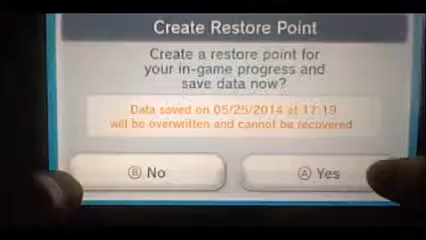 Create Restore Point
Create a restore point for
your in-game progress and
save data now?
Data saved on 05/25/2014 at 17:19
will be overwritten and cannot be recovered
Ⓑ No
Ⓐ Yes